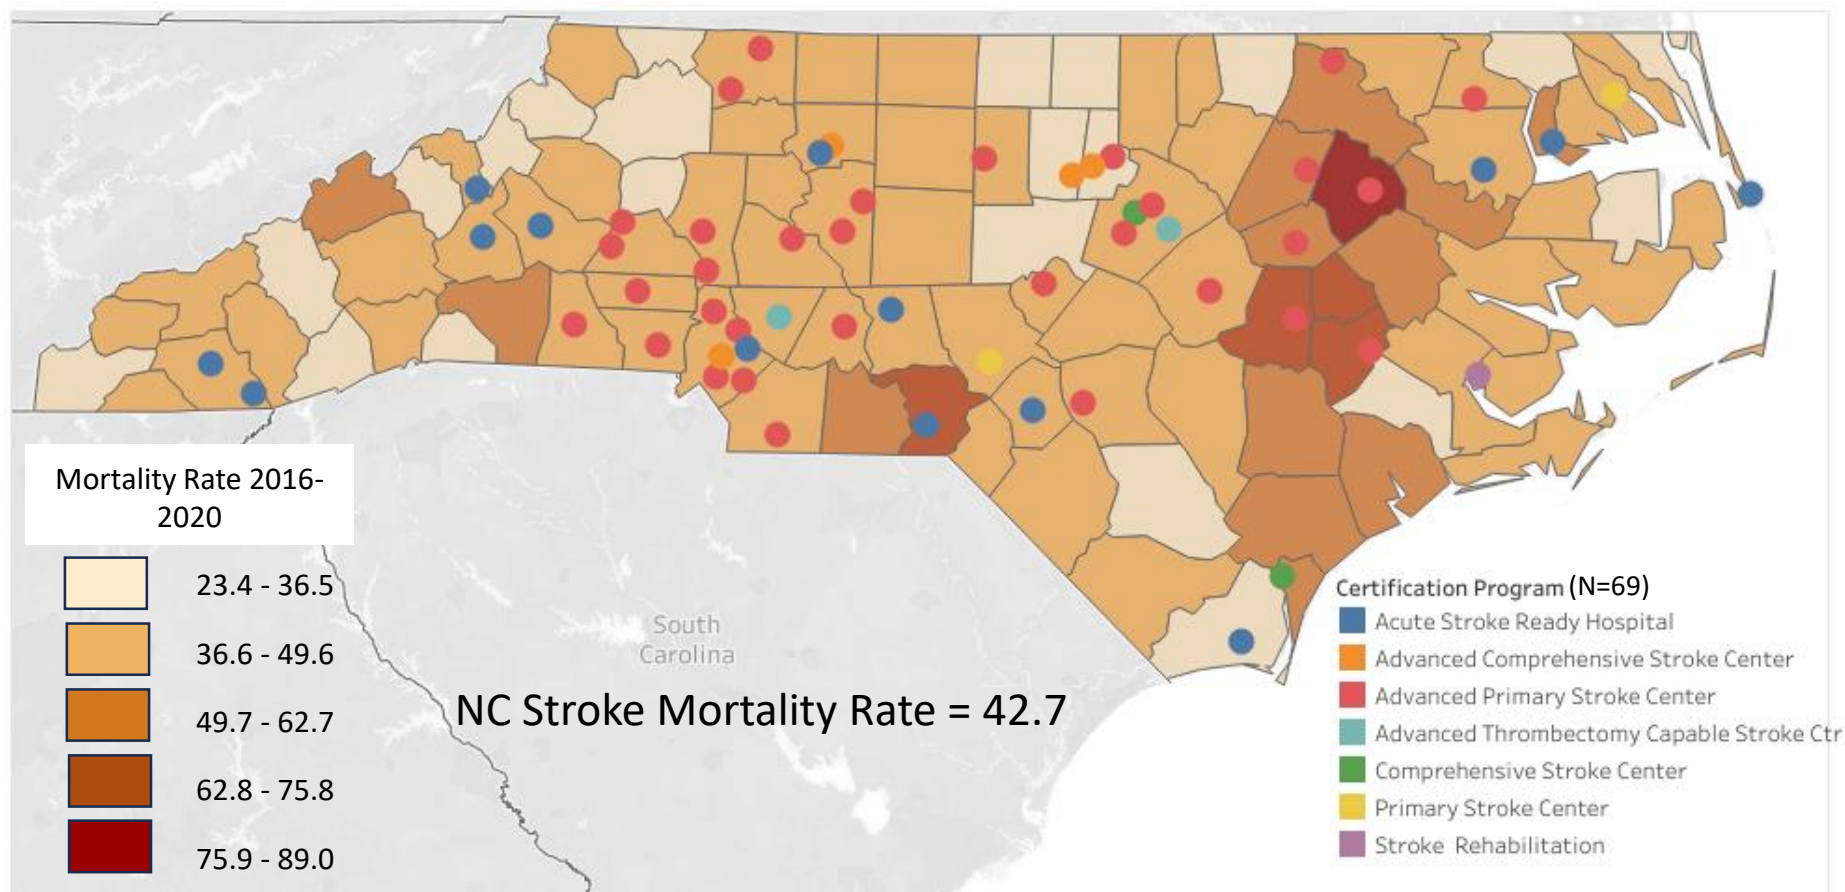 Mortality Rate 2016-
2020
23.4 - 36.5
36.6 - 49.6
49.7 - 62.7
62.8 - 75.8
75.9 - 89.0
South
Carolina
NC Stroke Mortality Rate = 42.7
Certification Program (N=69)
Acute Stroke Ready Hospital
Advanced Comprehensive Stroke Center
Advanced Primary Stroke Center
Advanced Thrombectomy Capable Stroke Ctr
Comprehensive Stroke Center
Primary Stroke Center
Stroke Rehabilitation